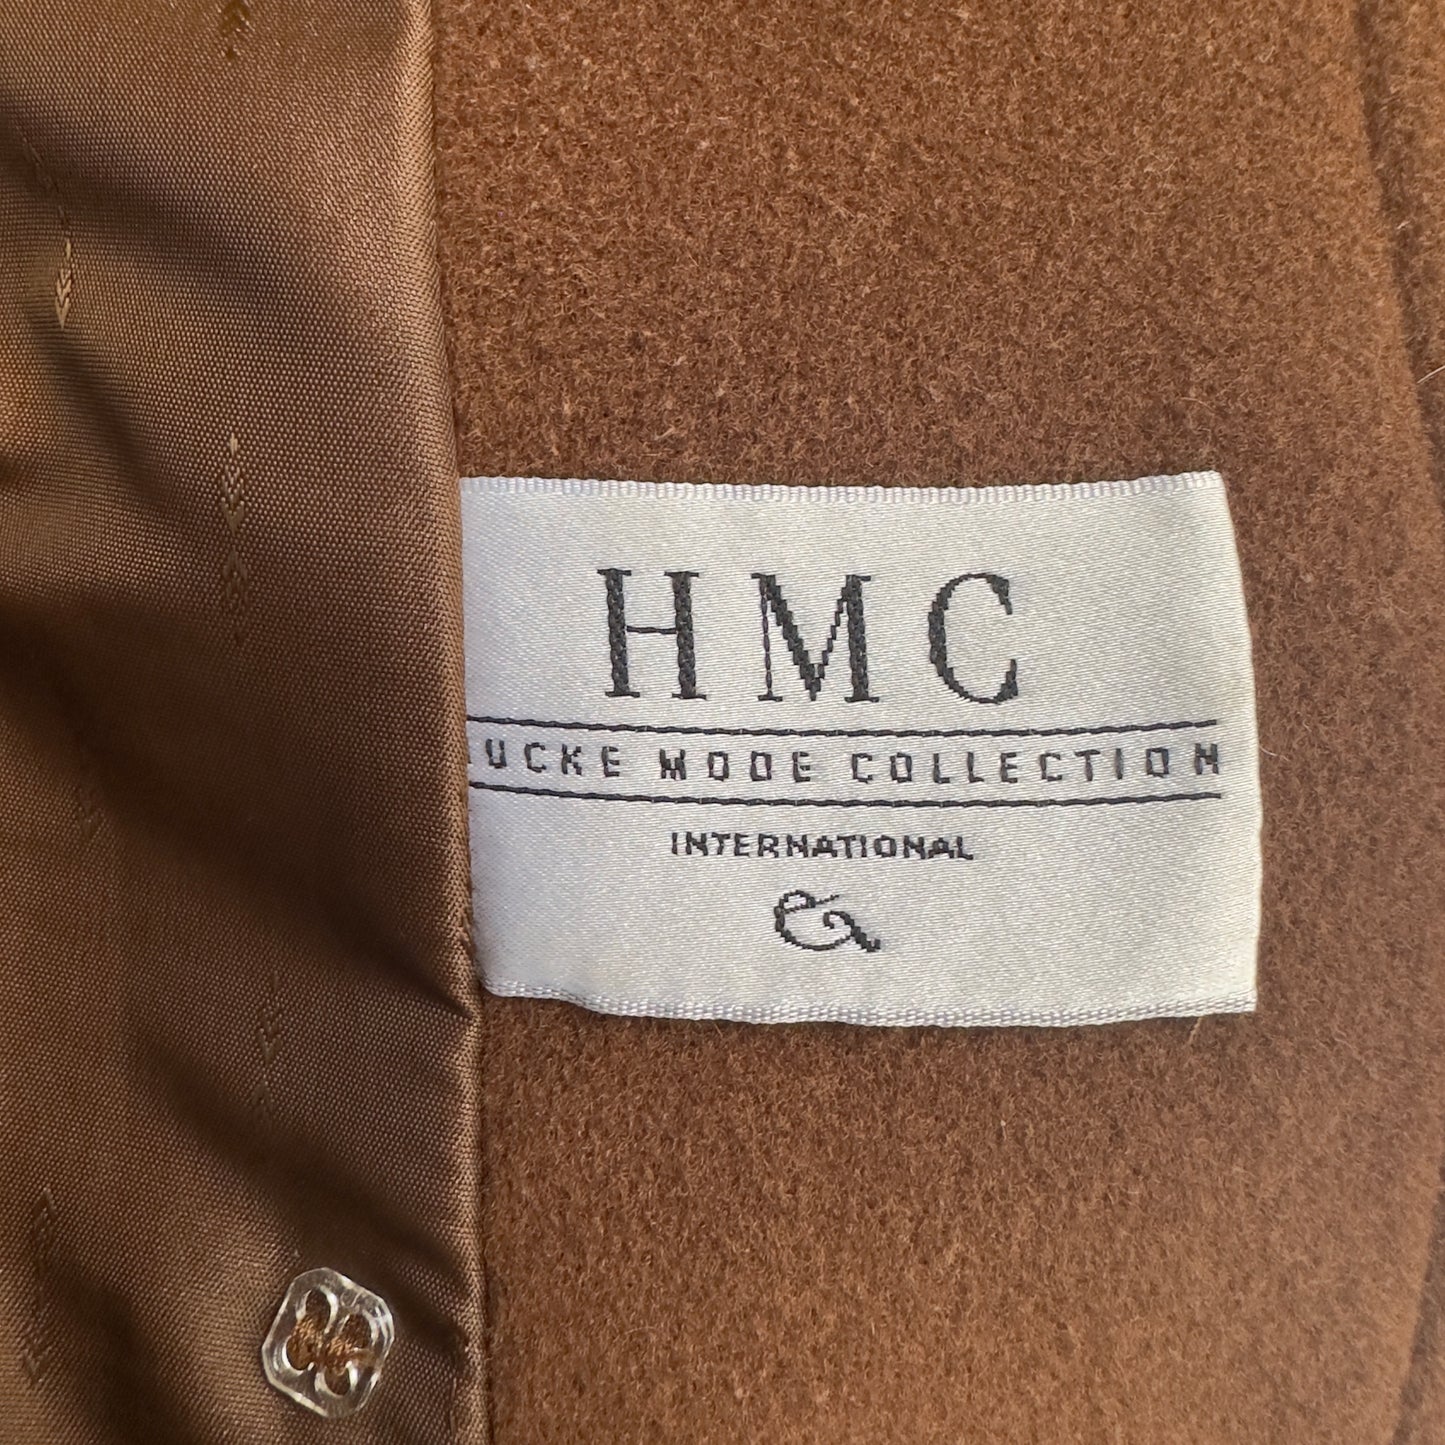 HMC
UCKE MODE COLLECTION
INTERNATIONAL
&